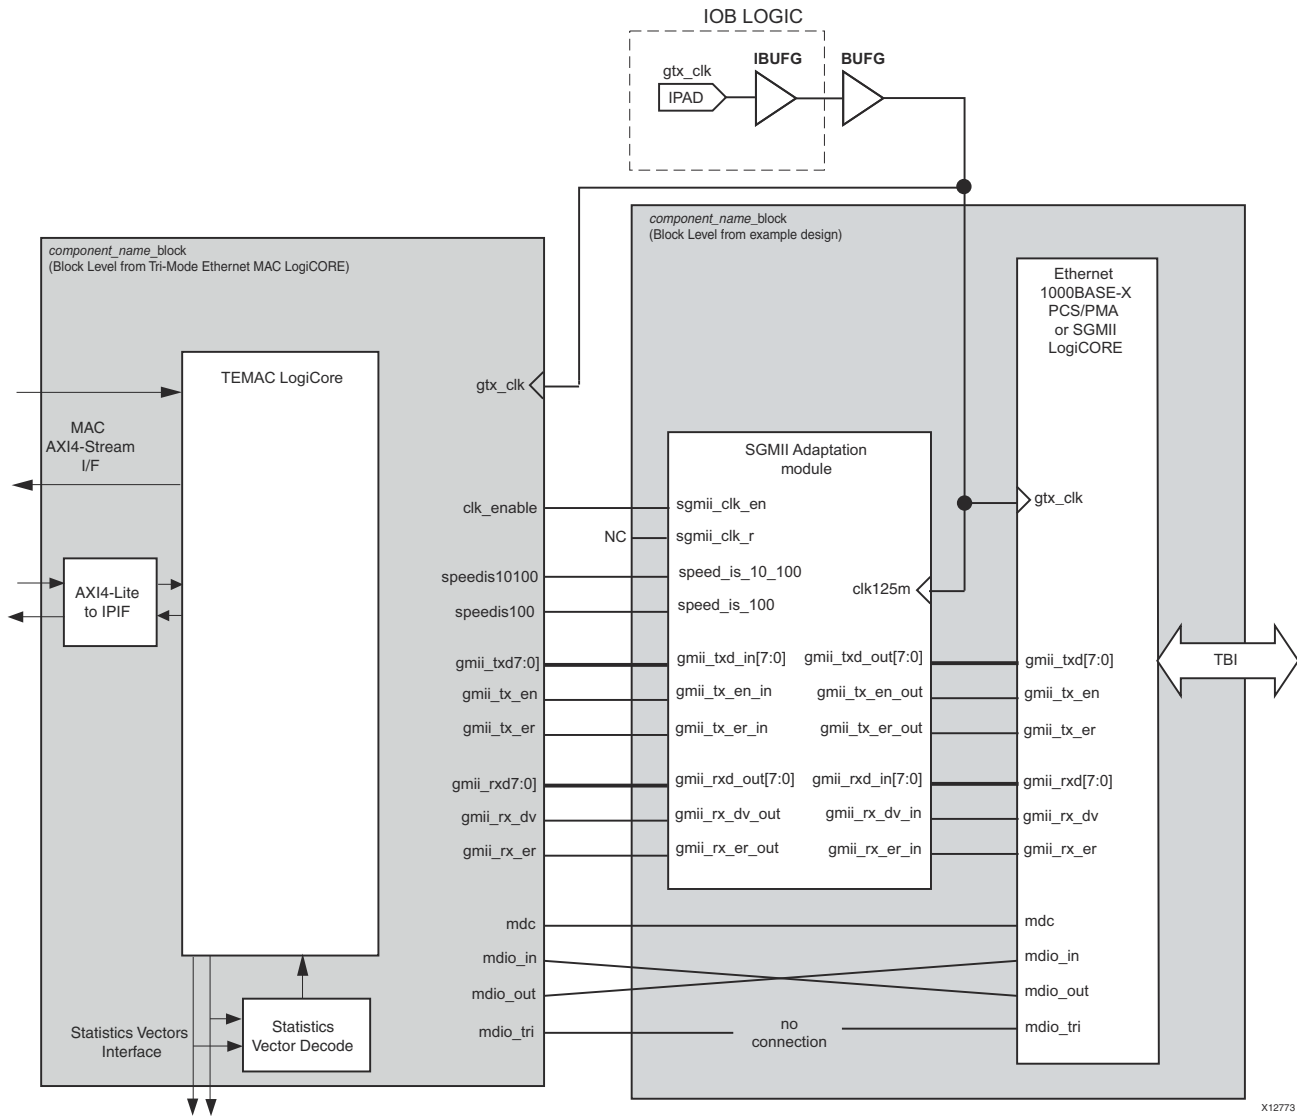 IOB LOGIC
IBUFG
BUFG
gtx_clk
IPAD
component_name_block
(Block Level from example design)
component_name_block
(Block Level from Tri-Mode Ethernet MAC LogiCORE)
Ethernet
1000BASE-X
PCS/PMA
or SGMII
LogiCORE
TEMAC LogiCore
gtx_clk
MAC
AXI4-Stream
I/F
SGMII Adaptation
module
gtx_clk
clk_enable
sgmii_clk_en
NC
sgmii_clk_r
speedis10100
speed_is_10_100
clk125m
AXI4-Lite
to IPIF
speedis100
speed_is_100
gmii_txd7:0]
gmii_txd_in[7:0]
gmii_txd_out[7:0]
gmii_txd[7:0]
TBI
gmii_tx_en
gmii_tx_en_in
gmii_tx_en_out
gmii_tx_en
gmii_tx_er
gmii_tx_er_in
gmii_tx_er_out
gmii_tx_er
gmii_rxd7:0]
gmii_rxd_out[7:0]
gmii_rxd_in[7:0]
gmii_rxd[7:0]
gmii_rx_dv
gmii_rx_dv_out
gmii_rx_dv_in
gmii_rx_dv
gmii_rx_er
gmii_rx_er_out
gmii_rx_er_in
gmii_rx_er
mdc
mdc
mdio_in
mdio_in
mdio_out
mdio_out
mdio_tri
no
connection
mdio_tri
Statistics Vectors
Interface
Statistics
Vector Decode
X12773